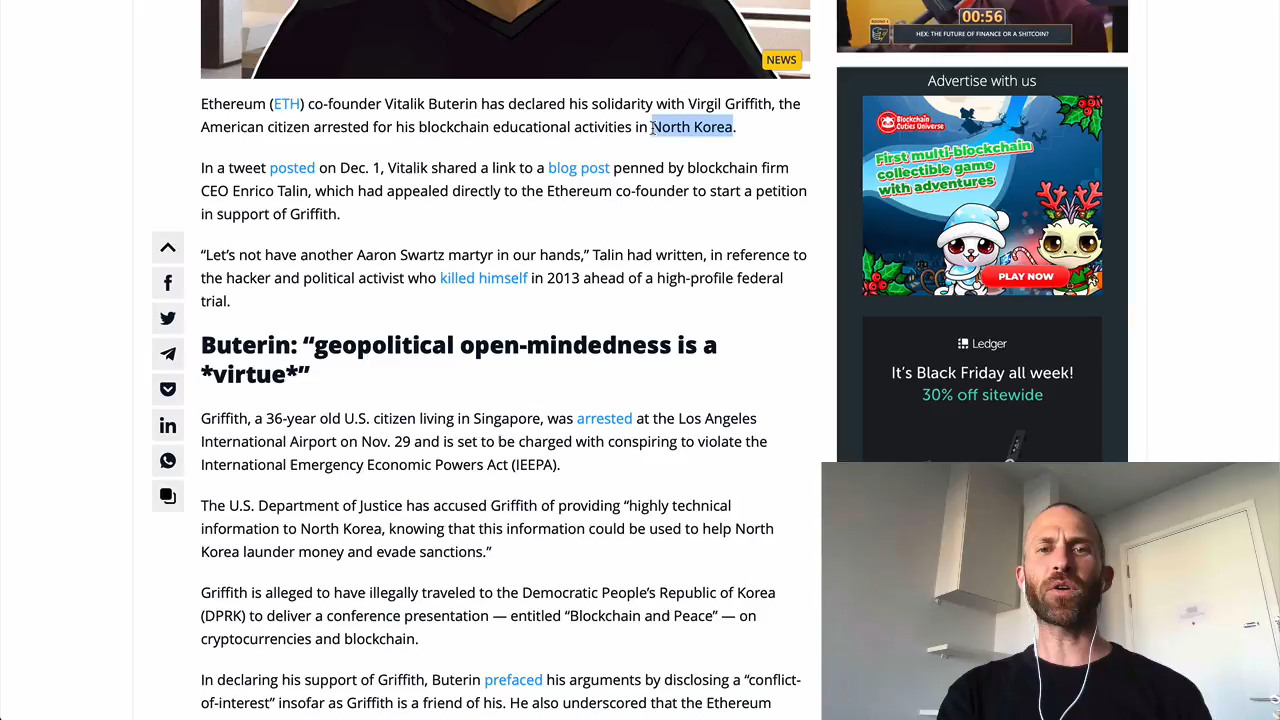 00:56
HEX: THE FUTURE OF FINANCE OR A SHITCOIN?
NEWS
Ethereum (ETH) co-founder Vitalik Buterin has declared his solidarity with Virgil Griffith, the
American citizen arrested for his blockchain educational activities in North Korea.
In a tweet posted on Dec. 1, Vitalik shared a link to a blog post penned by blockchain firm
CEO Enrico Talin, which had appealed directly to the Ethereum co-founder to start a petition
in support of Griffith.
“Let’s not have another Aaron Swartz martyr in our hands,” Talin had written, in reference to
the hacker and political activist who killed himself in 2013 ahead of a high-profile federal
trial.
Buterin: “geopolitical open-mindedness is a
*virtue*”
Griffith, a 36-year old U.S. citizen living in Singapore, was arrested at the Los Angeles
International Airport on Nov. 29 and is set to be charged with conspiring to violate the
International Emergency Economic Powers Act (IEEPA).
The U.S. Department of Justice has accused Griffith of providing “highly technical
information to North Korea, knowing that this information could be used to help North
Korea launder money and evade sanctions.”
Griffith is alleged to have illegally traveled to the Democratic People’s Republic of Korea
(DPRK) to deliver a conference presentation — entitled “Blockchain and Peace” — on
cryptocurrencies and blockchain.
In declaring his support of Griffith, Buterin prefaced his arguments by disclosing a “conflict-
of-interest” insofar as Griffith is a friend of his. He also underscored that the Ethereum
Advertise with us
Blockchain
Cuties Universe
First multi-blockchain
collectible game
with adventures
PLAY NOW
Ledger
It’s Black Friday all week!
30% off sitewide